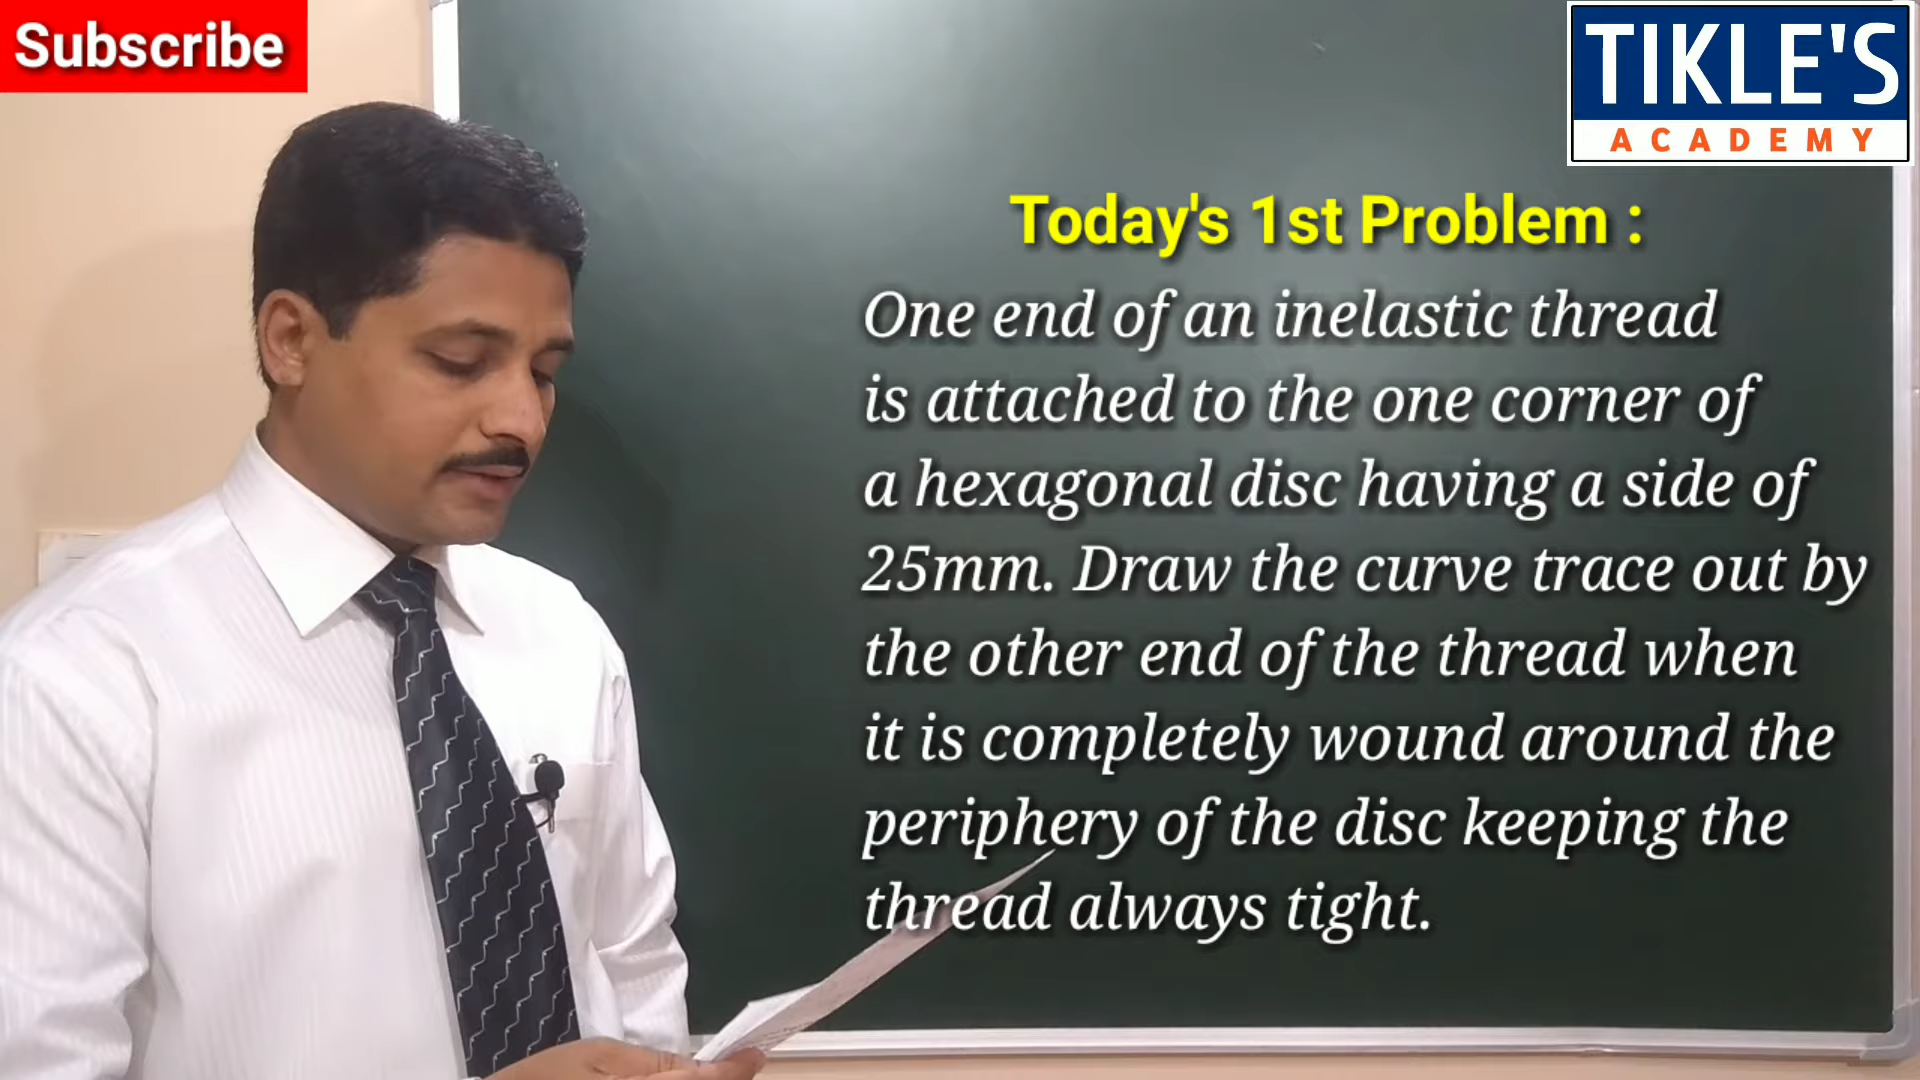 Subscribe
TIKLE'S
ACADEMY
Today's 1st Problem :
One end of an inelastic thread
is attached to the one corner of
a hexagonal disc having a side of
25mm. Draw the curve trace out by
the other end of the thread when
it is completely wound around the
periphery of the disc keeping the
thread always tight.